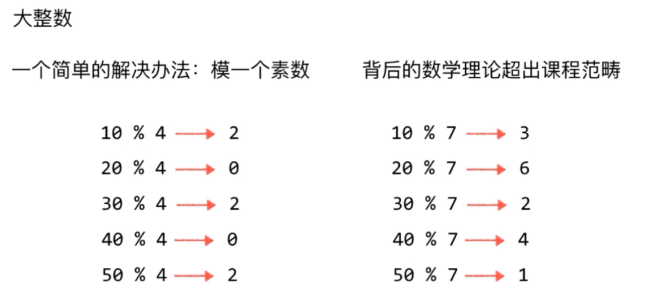 大整数
一个简单的解决办法：模一个素数 背后的数学理论超出课程范畴
10 % 4 → 2 10 % 7 → 3
20 % 4 → 0 20 % 7 → 6
30 % 4 → 2 30 % 7 → 2
40 % 4 → 0 40 % 7 → 4
50 % 4 → 2 50 % 7 → 1